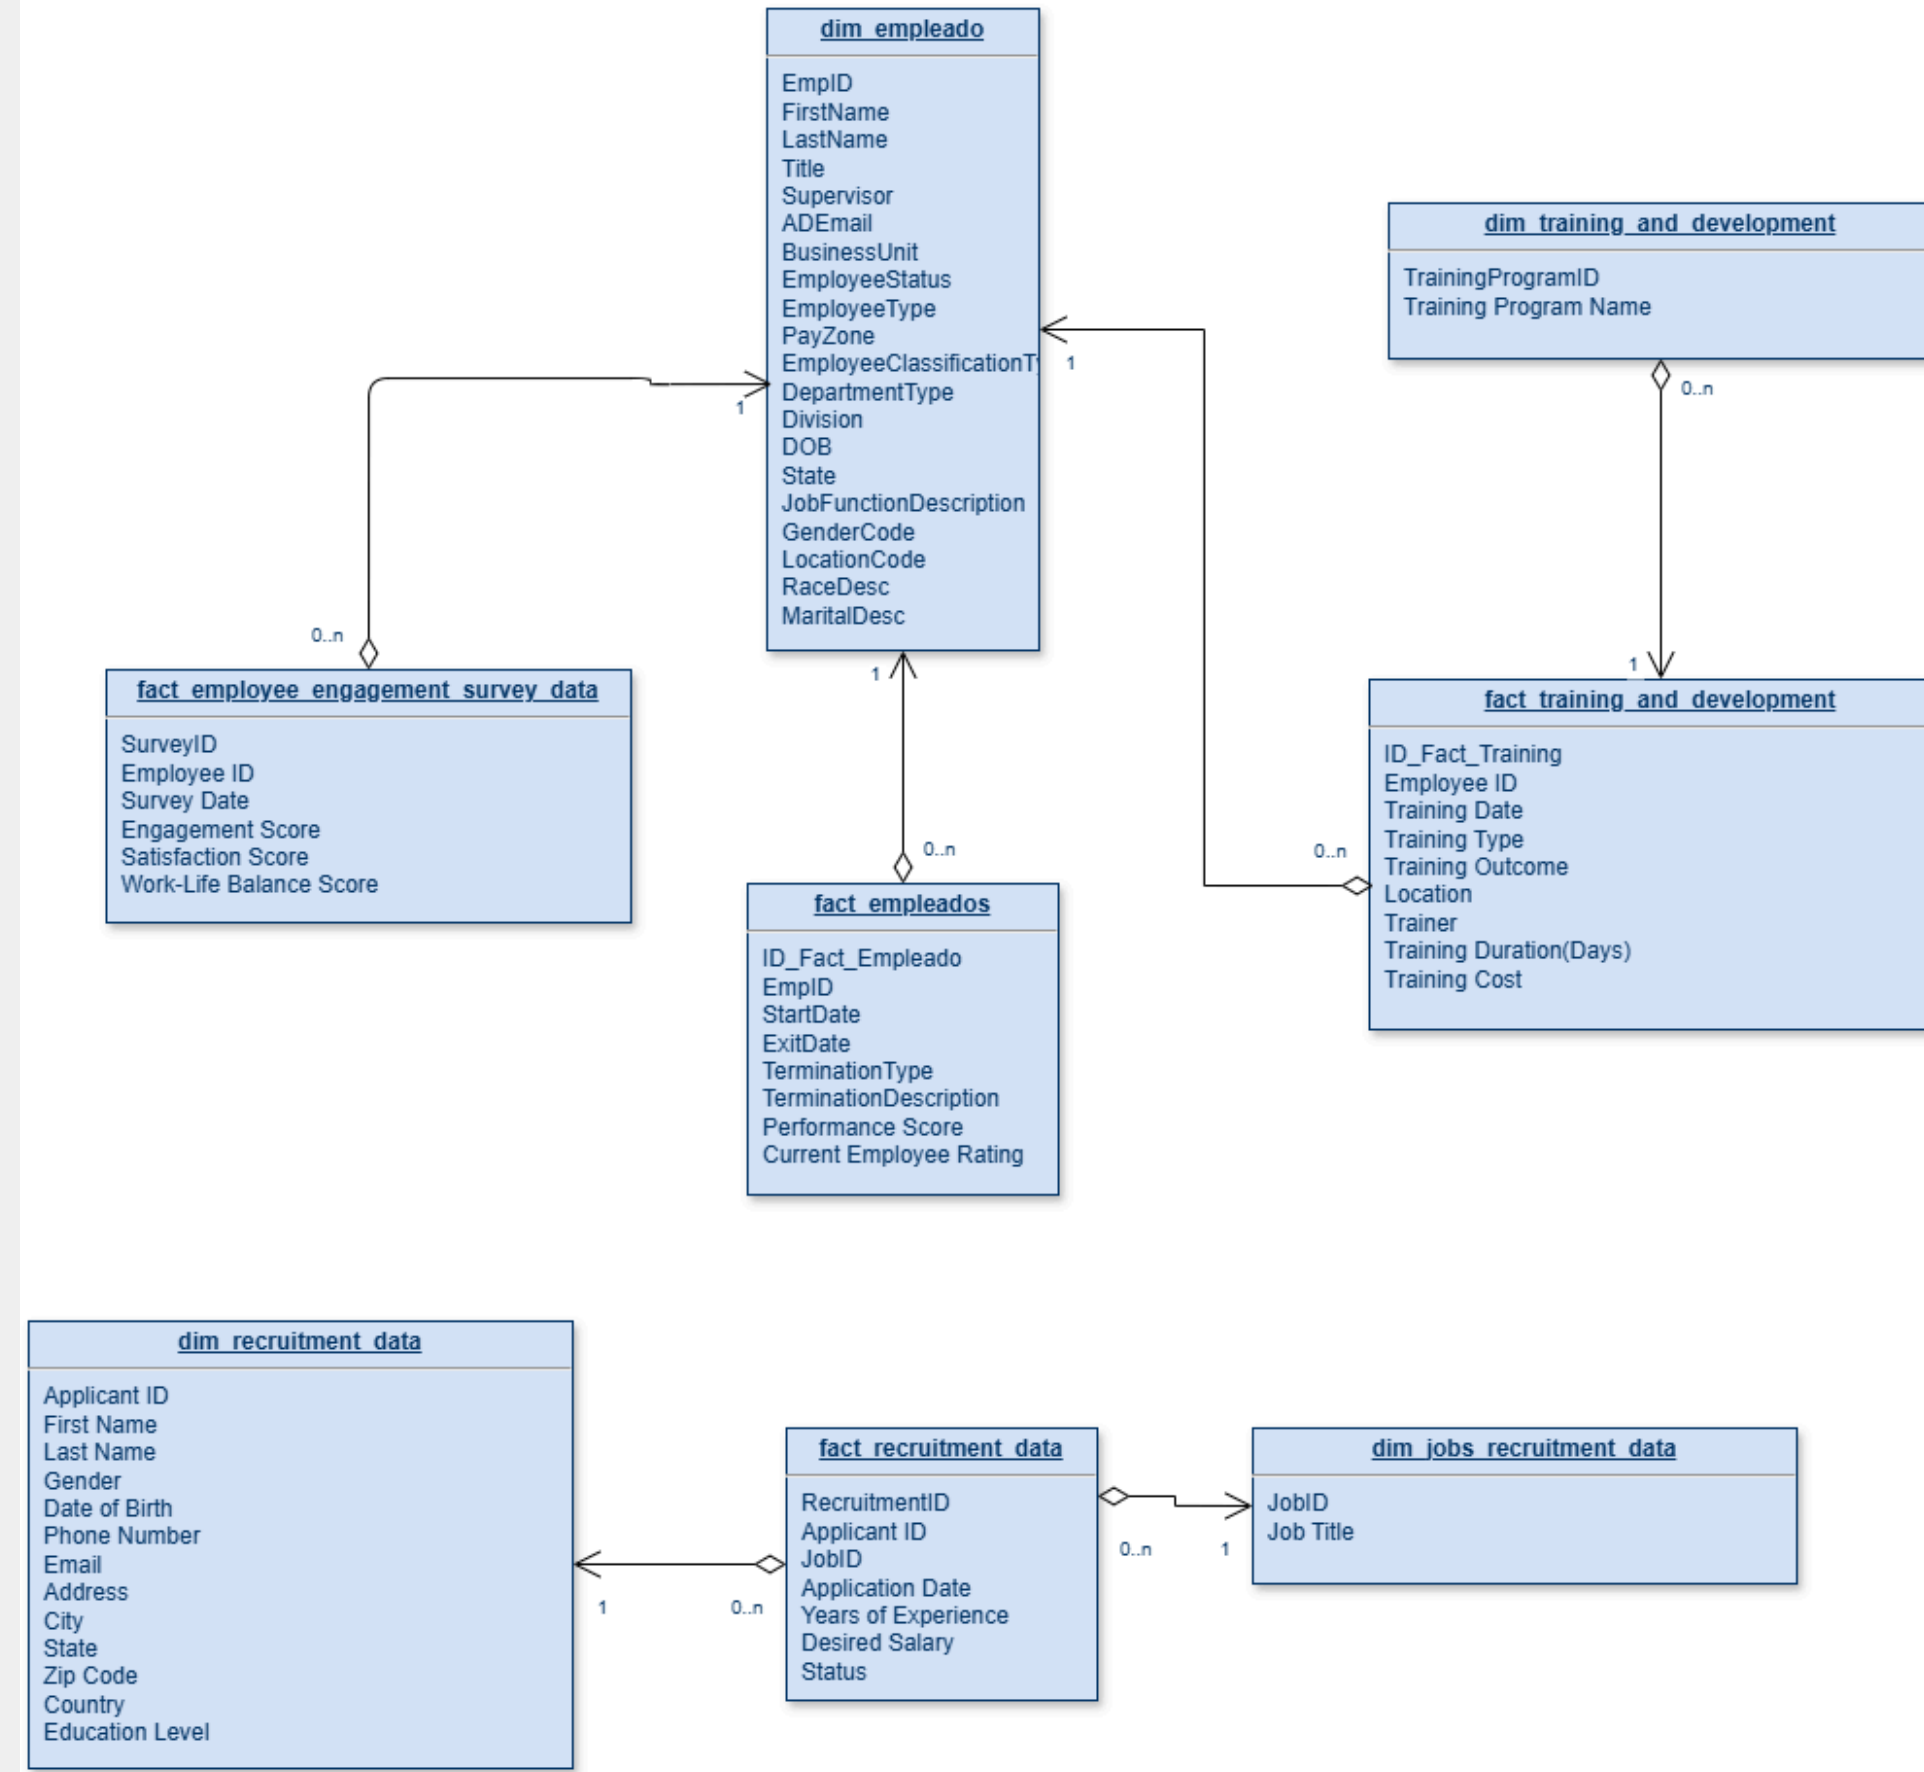 dim_empleado
EmpID
FirstName
LastName
Title
Supervisor
ADEmail
BusinessUnit
EmployeeStatus
EmployeeType
PayZone
EmployeeClassificationTy
DepartmentType
Division
DOB
State
JobFunctionDescription
GenderCode
LocationCode
RaceDesc
MaritalDesc
1
1
1
dim_training_and_development
TrainingProgramID
Training Program Name
0..n
1
0..n
fact_employee_engagement_survey_data
SurveyID
Employee ID
Survey Date
Engagement Score
Satisfaction Score
Work-Life Balance Score
0..n
fact_empleados
ID_Fact_Empleado
EmpID
StartDate
ExitDate
TerminationType
TerminationDescription
Performance Score
Current Employee Rating
0..n
fact_training_and_development
ID_Fact_Training
Employee ID
Training Date
Training Type
Training Outcome
Location
Trainer
Training Duration(Days)
Training Cost
dim_recruitment_data
Applicant ID
First Name
Last Name
Gender
Date of Birth
Phone Number
Email
Address
City
State
Zip Code
Country
Education Level
1
0..n
fact_recruitment_data
RecruitmentID
Applicant ID
JobID
Application Date
Years of Experience
Desired Salary
Status
0..n
1
dim_jobs_recruitment_data
JobID
Job Title